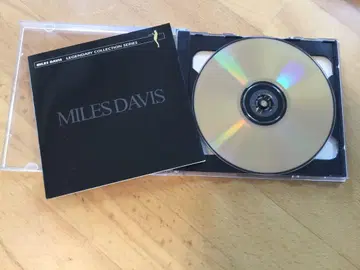 MILES DAVIS - LEGENDARY COLLECTION SERIES
MILES DAVIS